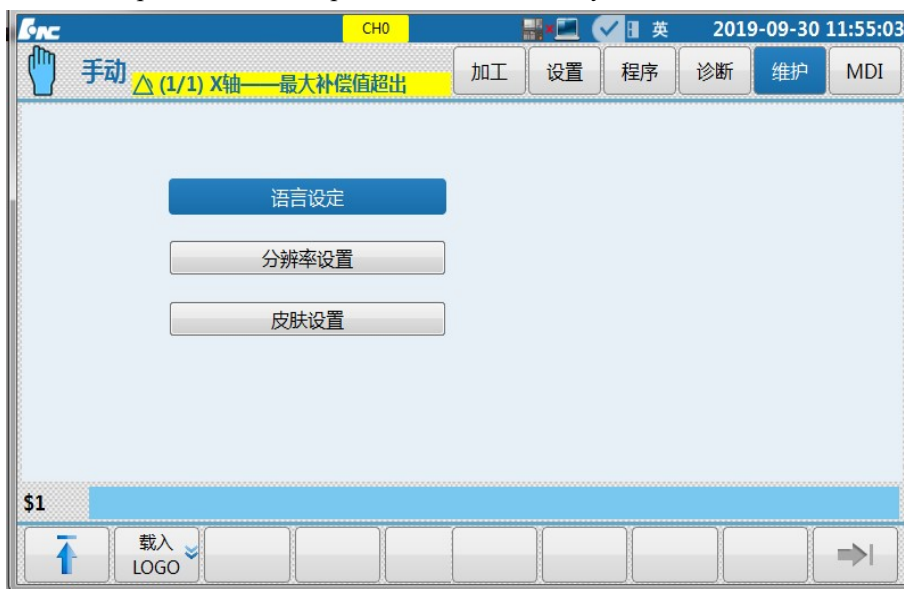 HNC CH0 英 2019-09-30 11:55:03
手动 (1/1) X轴——最大补偿值超出 加工 设置 程序 诊断 维护 MDI
语言设定
分辨率设置
皮肤设置
$1
载入
LOGO